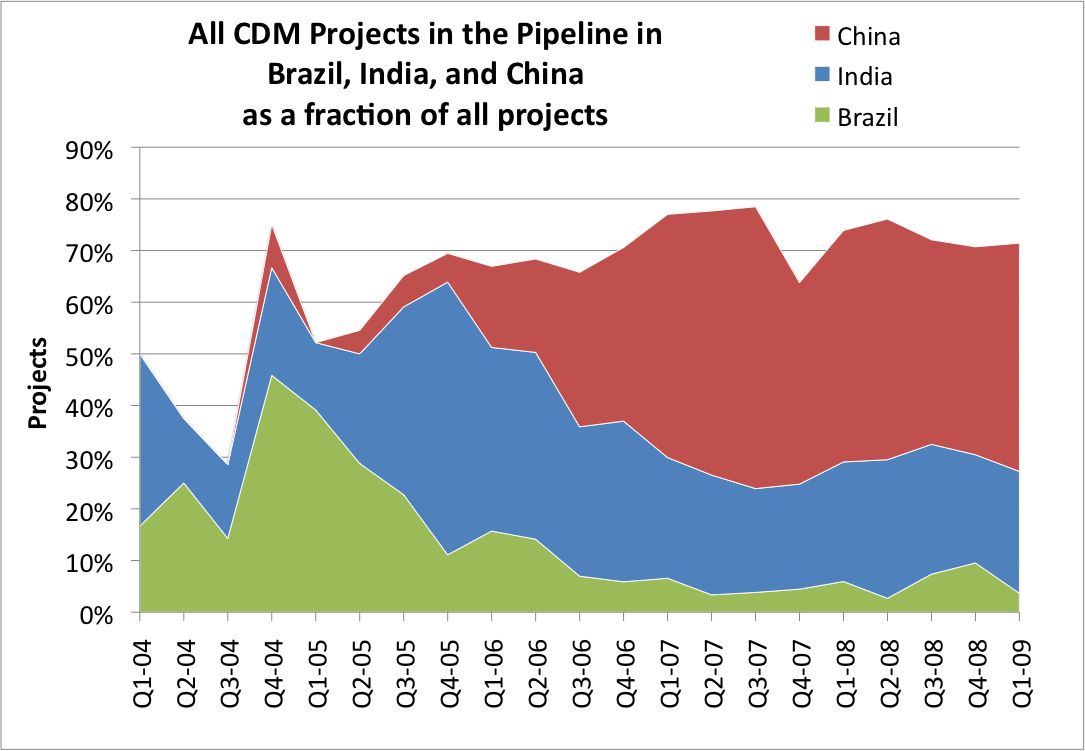 All CDM Projects in the Pipeline in
Brazil, India, and China
as a fraction of all projects
China
India
Brazil
90%
80%
70%
60%
50%
40%
30%
20%
10%
0%
Projects
Q1-04
Q2-04
Q3-04
Q4-04
Q1-05
Q2-05
Q3-05
Q4-05
Q1-06
Q2-06
Q3-06
Q4-06
Q1-07
Q2-07
Q3-07
Q4-07
Q1-08
Q2-08
Q3-08
Q4-08
Q1-09